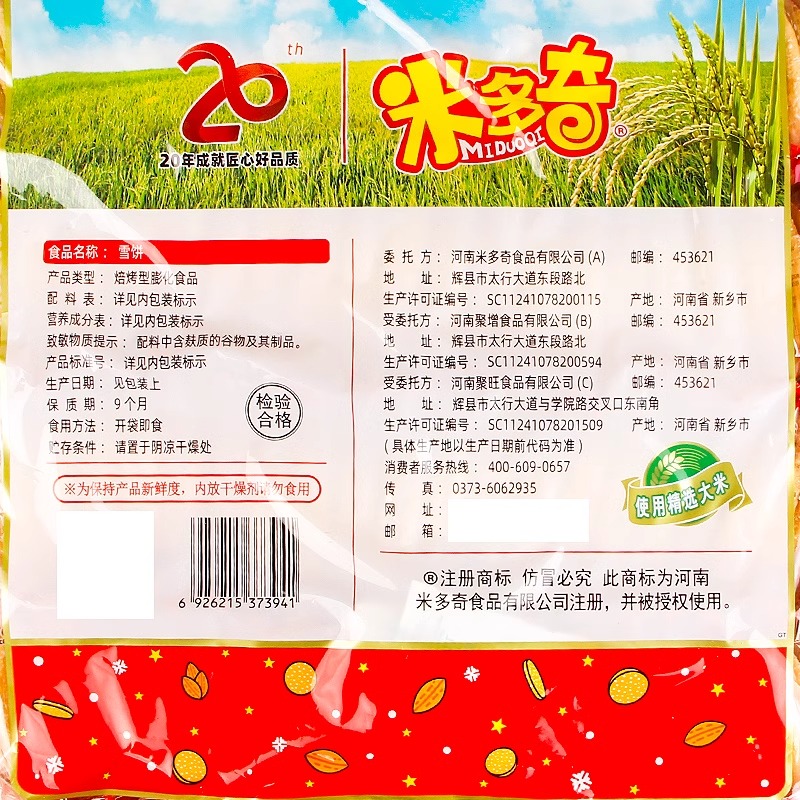 20th
20年成就匠心好品质
米多奇®
MIDUOQI
食品名称：雪饼
产品类型：焙烤型膨化食品
配 料 表：详见内包装标示
营养成分表：详见内包装标示
致敏物质提示：配料中含麸质的谷物及其制品。
产品标准号：详见内包装标示
生产日期：见包装上
保 质 期：9个月
食用方法：开袋即食
贮存条件：请置于阴凉干燥处
检验
合格
※为保持产品新鲜度，内放干燥剂请勿食用
6 926215 373941
委 托 方：河南米多奇食品有限公司(A) 邮编：453621
地 址：辉县市太行大道东段路北
生产许可证编号：SC11241078200115 产地：河南省 新乡市
受委托方：河南聚增食品有限公司(B) 邮编：453621
地 址：辉县市太行大道东段路北
生产许可证编号：SC11241078200594 产地：河南省 新乡市
受委托方：河南聚旺食品有限公司(C) 邮编：453621
地 址：辉县市太行大道与学院路交叉口东南角
生产许可证编号：SC11241078201509 产地：河南省 新乡市
(具体生产地以生产日期前代码为准)
消费者服务热线：400-609-0657
传 真：0373-6062935
网 址：
邮 箱：
使用精选大米
®注册商标 仿冒必究 此商标为河南
米多奇食品有限公司注册，并被授权使用。
GT